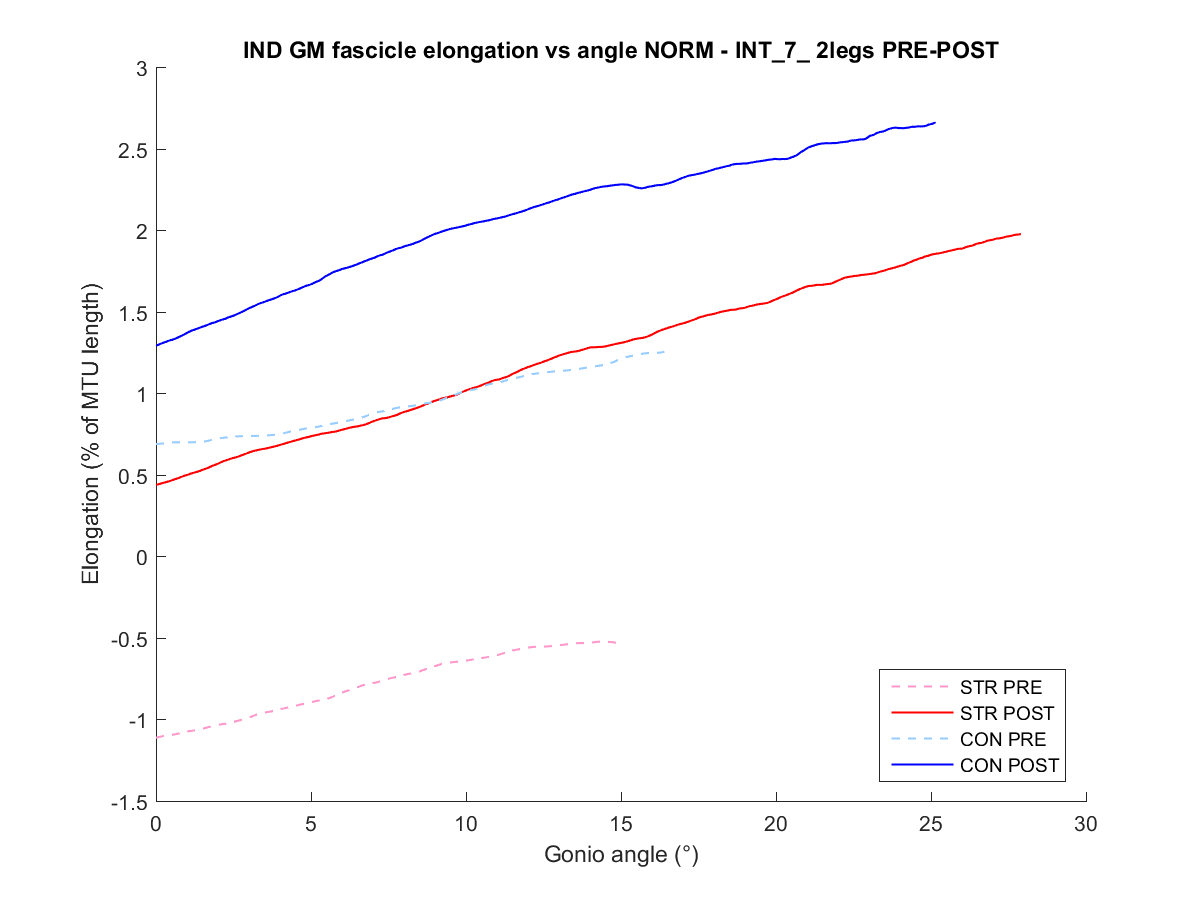 IND GM fascicle elongation vs angle NORM - INT_7_ 2legs PRE-POST
Elongation (% of MTU length)
3
2.5
2
1.5
1
0.5
0
-0.5
-1
-1.5
0 5 10 15 20 25 30
Gonio angle (°)
STR PRE
STR POST
CON PRE
CON POST